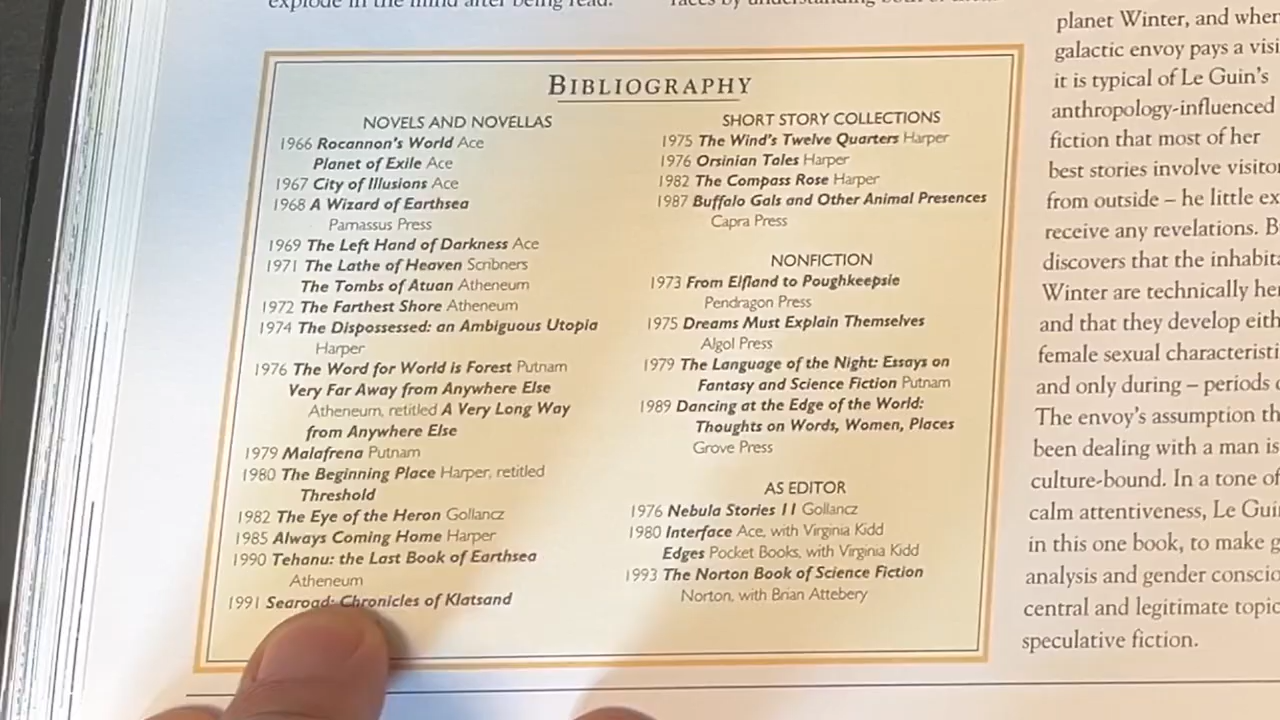 explode in the mind after being read.
BIBLIOGRAPHY
NOVELS AND NOVELLAS
1966 Rocannon's World Ace
Planet of Exile Ace
1967 City of Illusions Ace
1968 A Wizard of Earthsea
Parnassus Press
1969 The Left Hand of Darkness Ace
1971 The Lathe of Heaven Scribners
The Tombs of Atuan Atheneum
1972 The Farthest Shore Atheneum
1974 The Dispossessed: an Ambiguous Utopia
Harper
1976 The Word for World is Forest Putnam
Very Far Away from Anywhere Else
Atheneum, retitled A Very Long Way
from Anywhere Else
1979 Malafrena Putnam
1980 The Beginning Place Harper, retitled
Threshold
1982 The Eye of the Heron Gollancz
1985 Always Coming Home Harper
1990 Tehanu: the Last Book of Earthsea
Atheneum
1991 Searoad: Chronicles of Klatsand
SHORT STORY COLLECTIONS
1975 The Wind's Twelve Quarters Harper
1976 Orsinian Tales Harper
1982 The Compass Rose Harper
1987 Buffalo Gals and Other Animal Presences
Capra Press
NONFICTION
1973 From Elfland to Poughkeepsie
Pendragon Press
1975 Dreams Must Explain Themselves
Algol Press
1979 The Language of the Night: Essays on
Fantasy and Science Fiction Putnam
1989 Dancing at the Edge of the World:
Thoughts on Words, Women, Places
Grove Press
AS EDITOR
1976 Nebula Stories 11 Gollancz
1980 Interface Ace, with Virginia Kidd
Edges Pocket Books, with Virginia Kidd
1993 The Norton Book of Science Fiction
Norton, with Brian Attebery
planet Winter, and
galactic envoy pays a
it is typical of Le Guin's
anthropology-influenced
fiction that most of her
best stories involve
from outside – he little
receive any revelations.
discovers that the
Winter are technically
and that they develop
female sexual
and only during – periods
The envoy's assumption
been dealing with a man is
culture-bound. In a tone of
calm attentiveness, Le
in this one book, to make
analysis and gender
central and legitimate
speculative fiction.